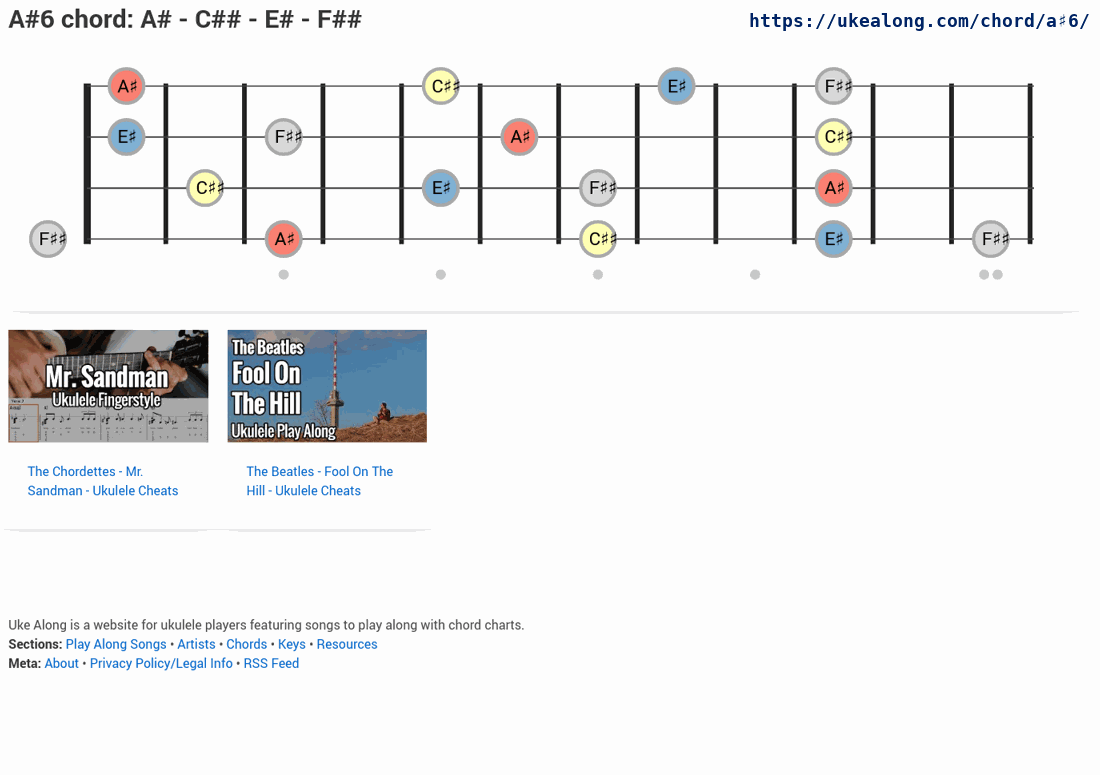 A#6 chord: A# - C## - E# - F##
https://ukealong.com/chord/a♯6/
A♯ C♯♯ E♯ F♯♯
E♯ F♯♯ A♯ C♯♯
C♯♯ E♯ F♯♯ A♯
F♯♯ A♯ C♯♯ E♯ F♯♯
Mr. Sandman
Ukulele Fingerstyle
The Beatles
Fool On
The Hill
Ukulele Play Along
The Chordettes - Mr.
Sandman - Ukulele Cheats
The Beatles - Fool On The
Hill - Ukulele Cheats
Uke Along is a website for ukulele players featuring songs to play along with chord charts.
Sections: Play Along Songs • Artists • Chords • Keys • Resources
Meta: About • Privacy Policy/Legal Info • RSS Feed